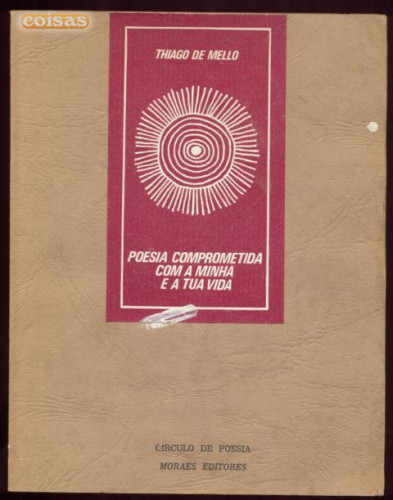 coisas
THIAGO DE MELLO
POESIA COMPROMETIDA
COM A MINHA
E A TUA VIDA
CÍRCULO DE POESIA
MORAES EDITORES